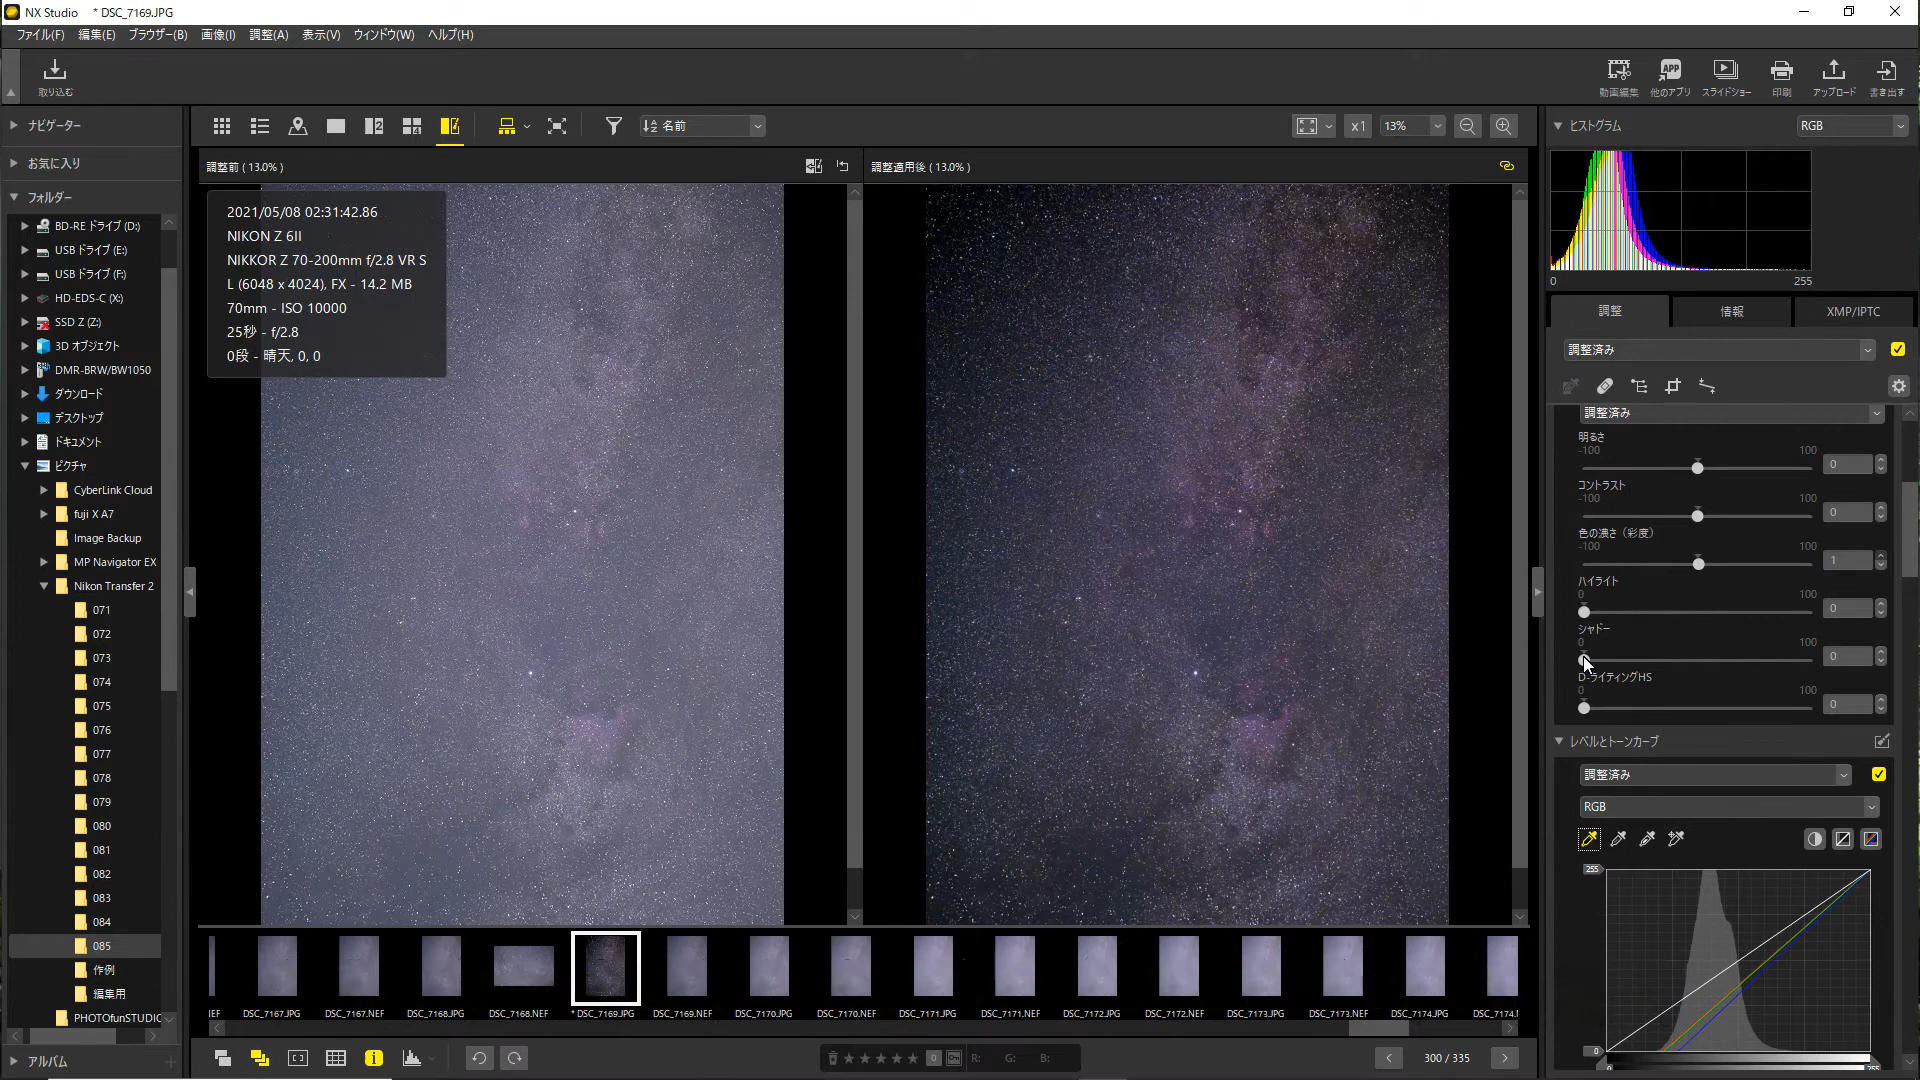 NX Studio * DSC_7169.JPG
ファイル(F) 編集(E) ブラウザー(B) 画像(I) 調整(A) 表示(V) ウィンドウ(W) ヘルプ(H)
取り込む
動画編集 他のアプリ スライドショー 印刷 アップロード 書き出す
ナビゲーター
お気に入り
フォルダー
BD-RE ドライブ (D:)
USB ドライブ (E:)
USB ドライブ (F:)
HD-EDS-C (X:)
SSD Z (Z:)
3D オブジェクト
DMR-BRW/BW1050
ダウンロード
デスクトップ
ドキュメント
ピクチャ
CyberLink Cloud
fuji X A7
Image Backup
MP Navigator EX
Nikon Transfer 2
071
072
073
074
075
076
077
078
079
080
081
082
083
084
085
作例
編集用
PHOTOfunSTUDIO
アルバム
名前
x1 13%
調整前 ( 13.0% )
調整適用後 ( 13.0% )
2021/05/08 02:31:42.86
NIKON Z 6II
NIKKOR Z 70-200mm f/2.8 VR S
L (6048 x 4024), FX - 14.2 MB
70mm - ISO 10000
25秒 - f/2.8
0段 - 晴天, 0, 0
DSC_7167.JPG DSC_7167.NEF DSC_7168.JPG DSC_7168.NEF * DSC_7169.JPG DSC_7169.NEF DSC_7170.JPG DSC_7170.NEF DSC_7171.JPG DSC_7171.NEF DSC_7172.JPG DSC_7172.NEF DSC_7173.JPG DSC_7173.NEF DSC_7174.JPG DSC_7174.
0 R: G: B:
300 / 335
ヒストグラム RGB
0 255
調整 情報 XMP/IPTC
調整済み
調整済み
明るさ
-100 100
0
コントラスト
-100 100
0
色の濃さ（彩度）
-100 100
1
ハイライト
0 100
0
シャドー
0 100
0
D-ライティングHS
0 100
0
レベルとトーンカーブ
調整済み
RGB
255
0
0 255